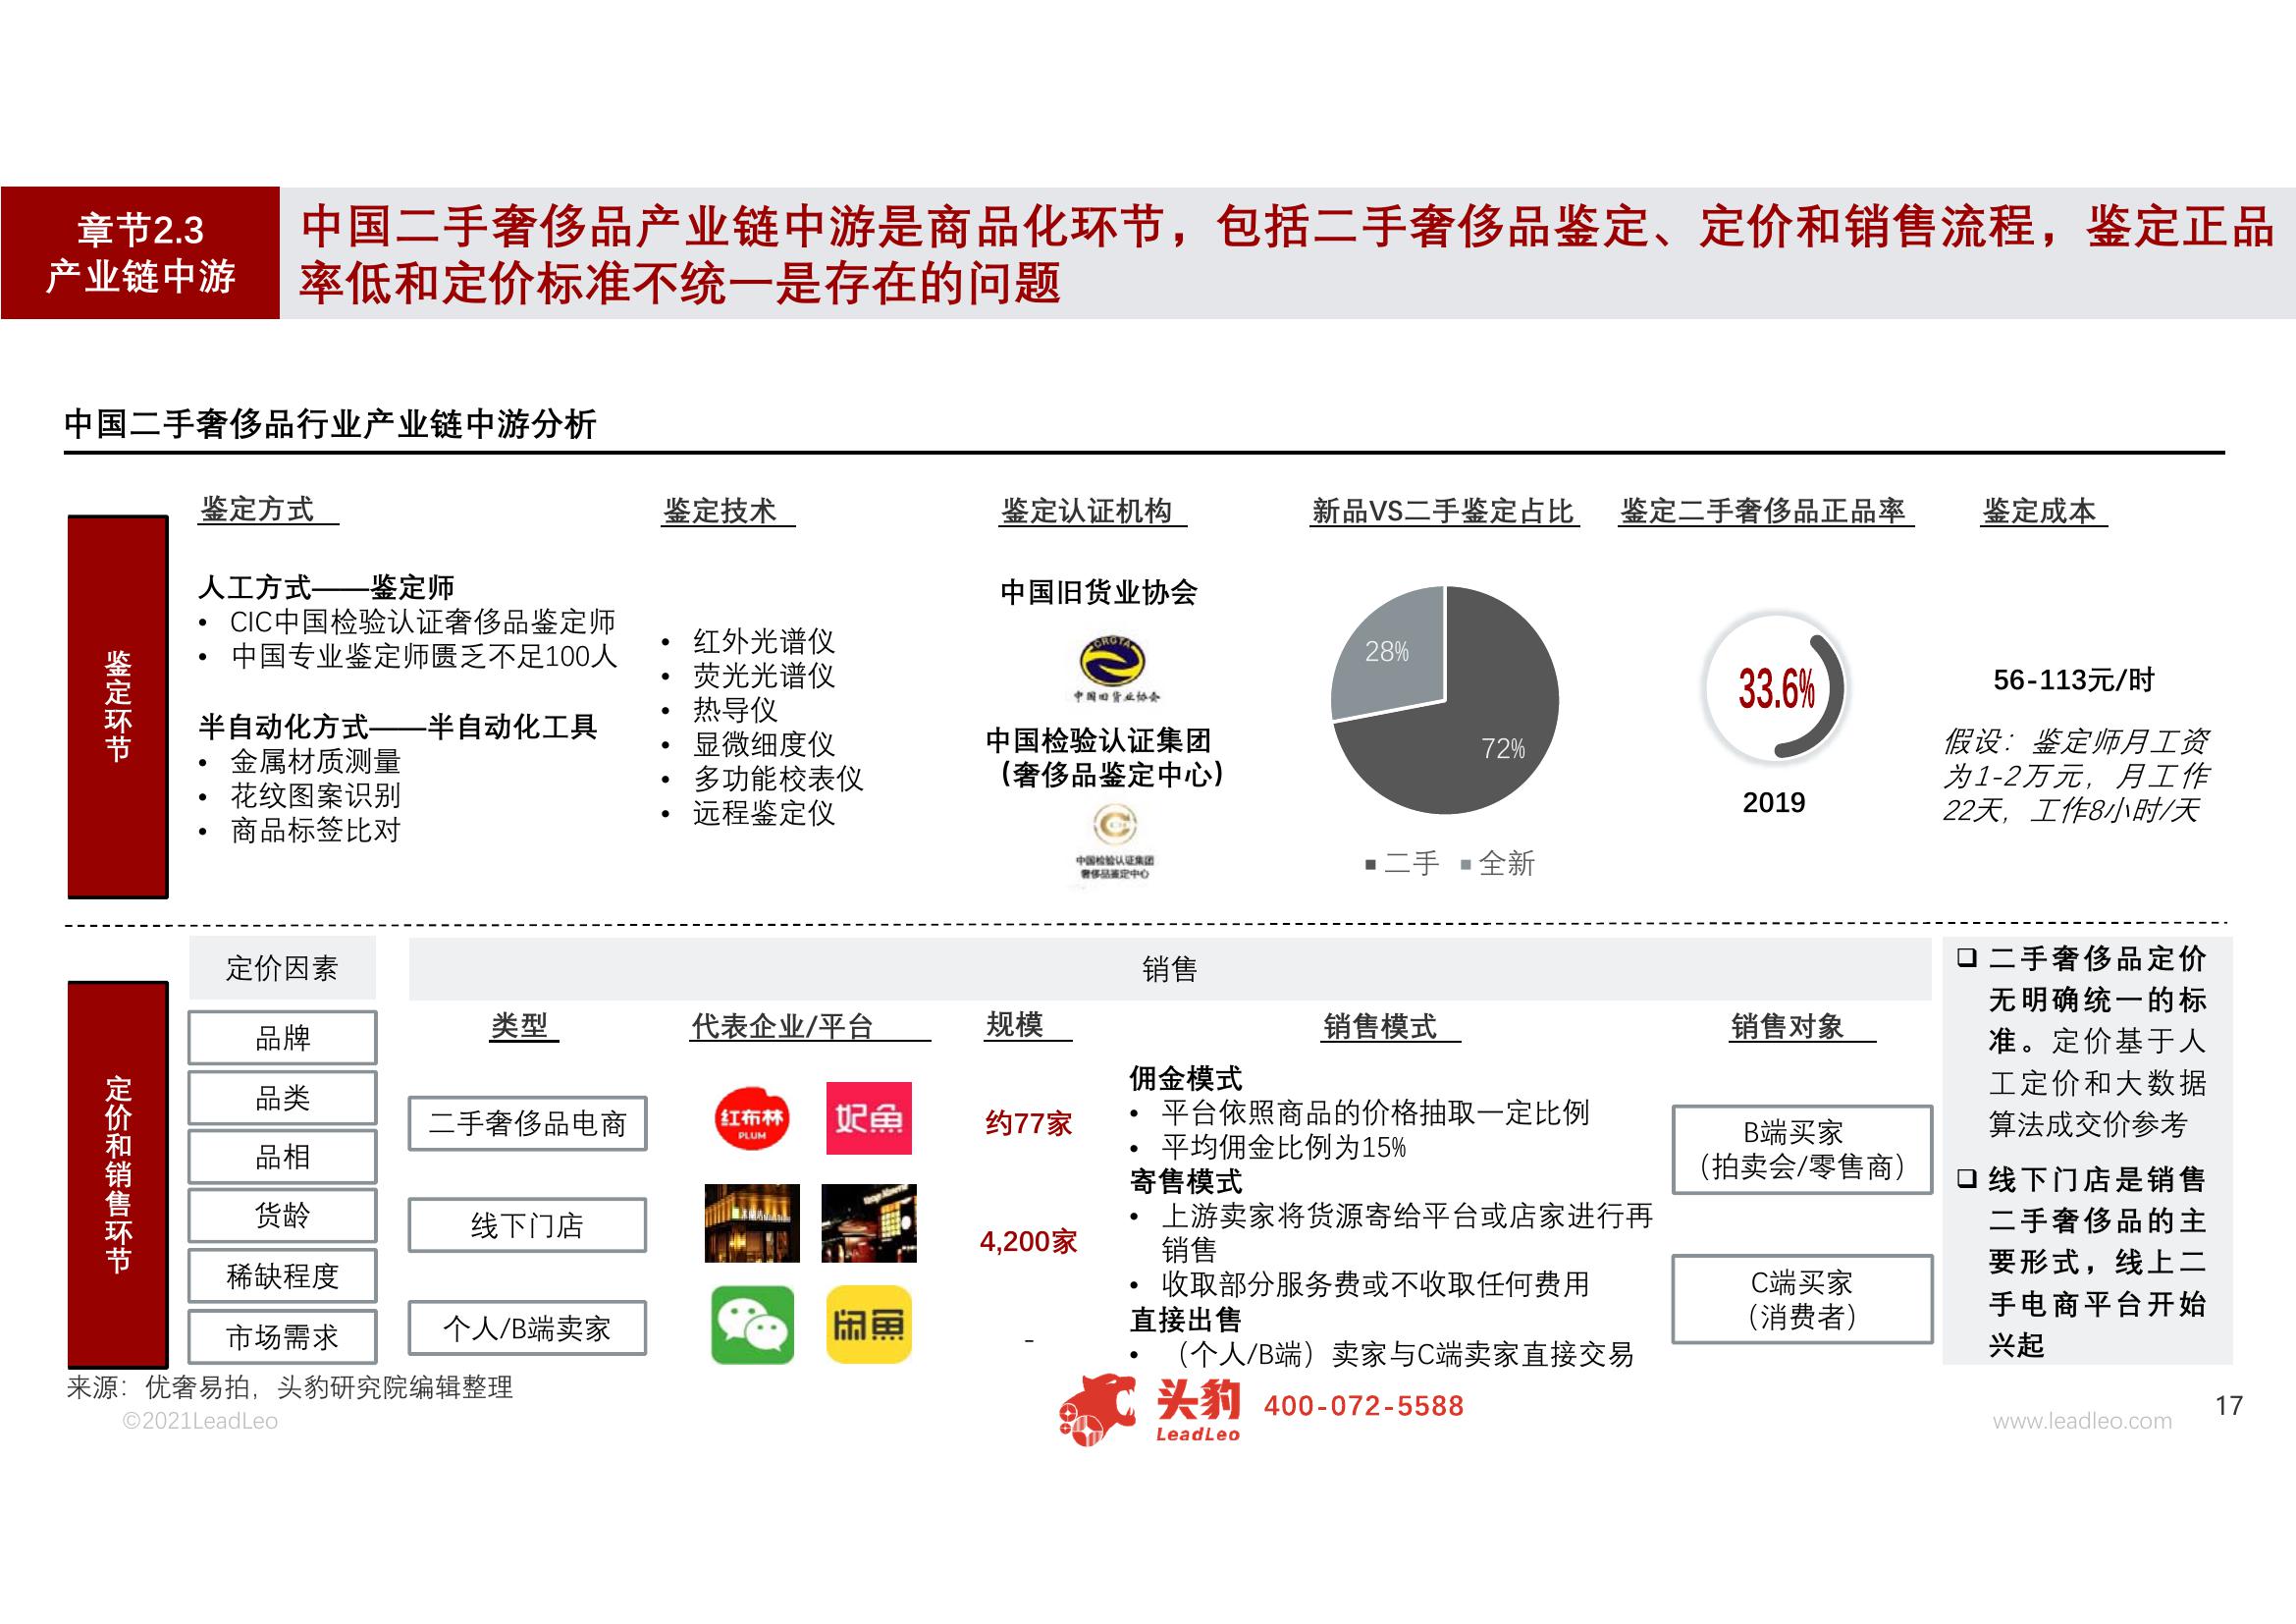 章节2.3
产业链中游
中国二手奢侈品产业链中游是商品化环节，包括二手奢侈品鉴定、定价和销售流程，鉴定正品
率低和定价标准不统一是存在的问题
中国二手奢侈品行业产业链中游分析
鉴定环节
鉴定方式
人工方式——鉴定师
• CIC中国检验认证奢侈品鉴定师
• 中国专业鉴定师匮乏不足100人
半自动化方式——半自动化工具
• 金属材质测量
• 花纹图案识别
• 商品标签比对
鉴定技术
• 红外光谱仪
• 荧光光谱仪
• 热导仪
• 显微细度仪
• 多功能校表仪
• 远程鉴定仪
鉴定认证机构
中国旧货业协会
CRGTA
中国旧货业协会
中国检验认证集团
（奢侈品鉴定中心）
中国检验认证集团
奢侈品鉴定中心
新品VS二手鉴定占比
28%
72%
二手 全新
鉴定二手奢侈品正品率
33.6%
2019
鉴定成本
56-113元/时
假设：鉴定师月工资
为1-2万元，月工作
22天，工作8小时/天
定价和销售环节
定价因素
品牌
品类
品相
货龄
稀缺程度
市场需求
销售
类型
二手奢侈品电商
线下门店
个人/B端卖家
代表企业/平台
红布林
PLUM
妃鱼
闲鱼
规模
约77家
4,200家
-
销售模式
佣金模式
• 平台依照商品的价格抽取一定比例
• 平均佣金比例为15%
寄售模式
• 上游卖家将货源寄给平台或店家进行再
销售
• 收取部分服务费或不收取任何费用
直接出售
• （个人/B端）卖家与C端卖家直接交易
销售对象
B端买家
（拍卖会/零售商）
C端买家
（消费者）
❑ 二手奢侈品定价
无明确统一的标
准。定价基于人
工定价和大数据
算法成交价参考
❑ 线下门店是销售
二手奢侈品的主
要形式，线上二
手电商平台开始
兴起
来源：优奢易拍，头豹研究院编辑整理
©2021LeadLeo
头豹
LeadLeo
400-072-5588
www.leadleo.com
17